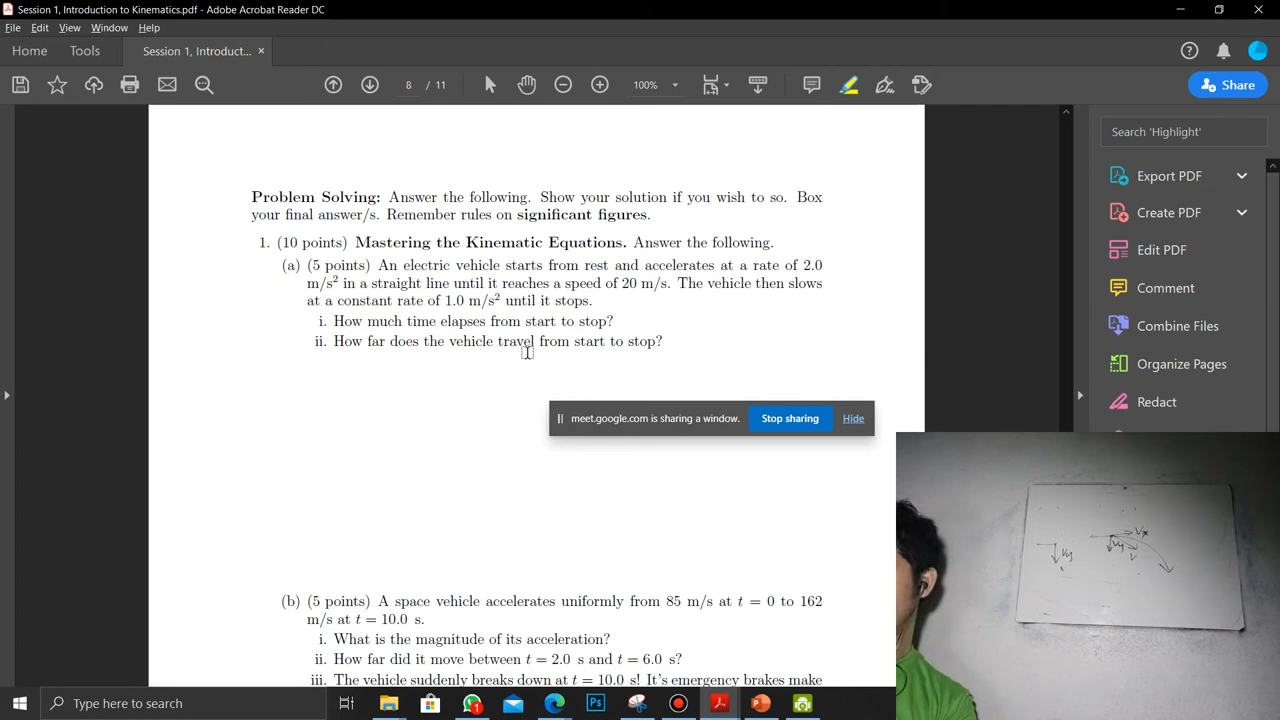 Session 1, Introduction to Kinematics.pdf - Adobe Acrobat Reader DC
File Edit View Window Help
Home Tools Session 1, Introduct... ×
8 / 11 100% Share
Search 'Highlight'
Export PDF
Create PDF
Edit PDF
Comment
Combine Files
Organize Pages
Redact
Problem Solving: Answer the following. Show your solution if you wish to so. Box
your final answer/s. Remember rules on significant figures.
1. (10 points) Mastering the Kinematic Equations. Answer the following.
(a) (5 points) An electric vehicle starts from rest and accelerates at a rate of 2.0
m/s² in a straight line until it reaches a speed of 20 m/s. The vehicle then slows
at a constant rate of 1.0 m/s² until it stops.
i. How much time elapses from start to stop?
ii. How far does the vehicle travel from start to stop?
meet.google.com is sharing a window. Stop sharing Hide
(b) (5 points) A space vehicle accelerates uniformly from 85 m/s at t = 0 to 162
m/s at t = 10.0 s.
i. What is the magnitude of its acceleration?
ii. How far did it move between t = 2.0 s and t = 6.0 s?
iii. The vehicle suddenly breaks down at t = 10.0 s! It's emergency brakes make
Vy Vx
Vy V
Type here to search
1
Ps